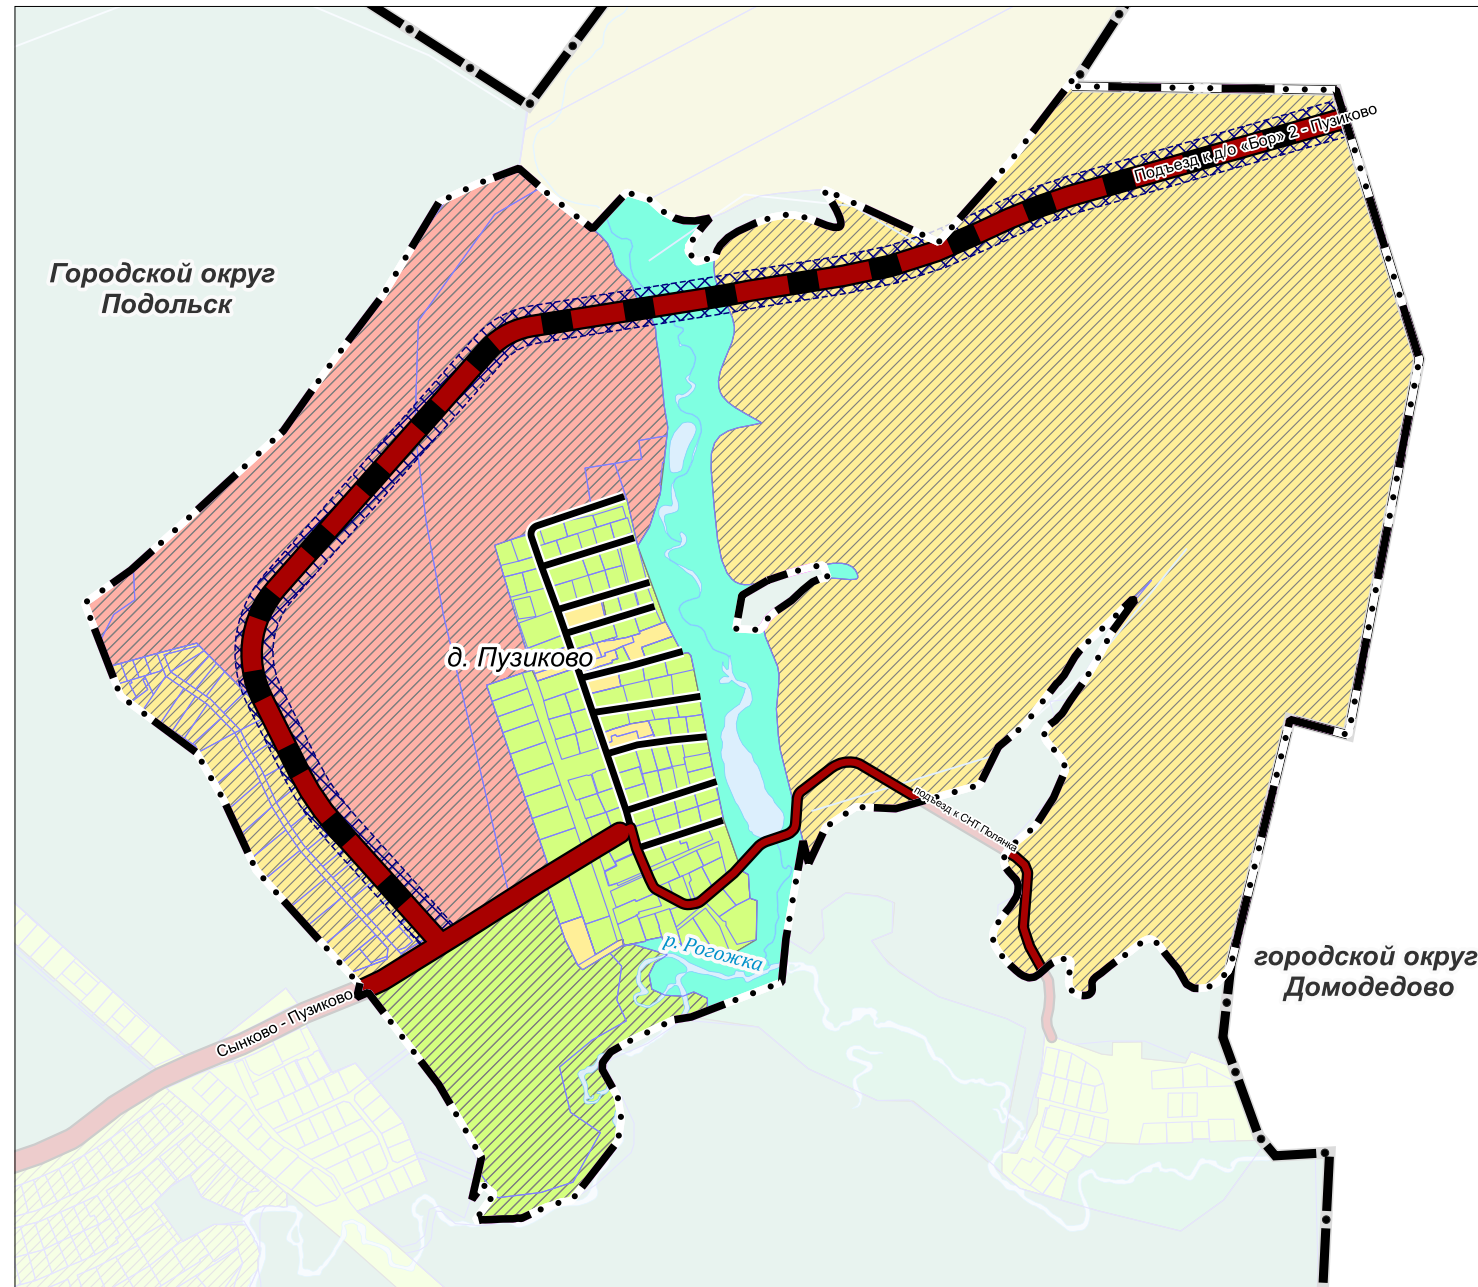 Подъезд к д/о «Бор» 2 - Пузиково
Городской округ
Подольск
д. Пузиково
подъезд к СНТ Полянка
р. Рогожка
городской округ
Домодедово
Сынково - Пузиково